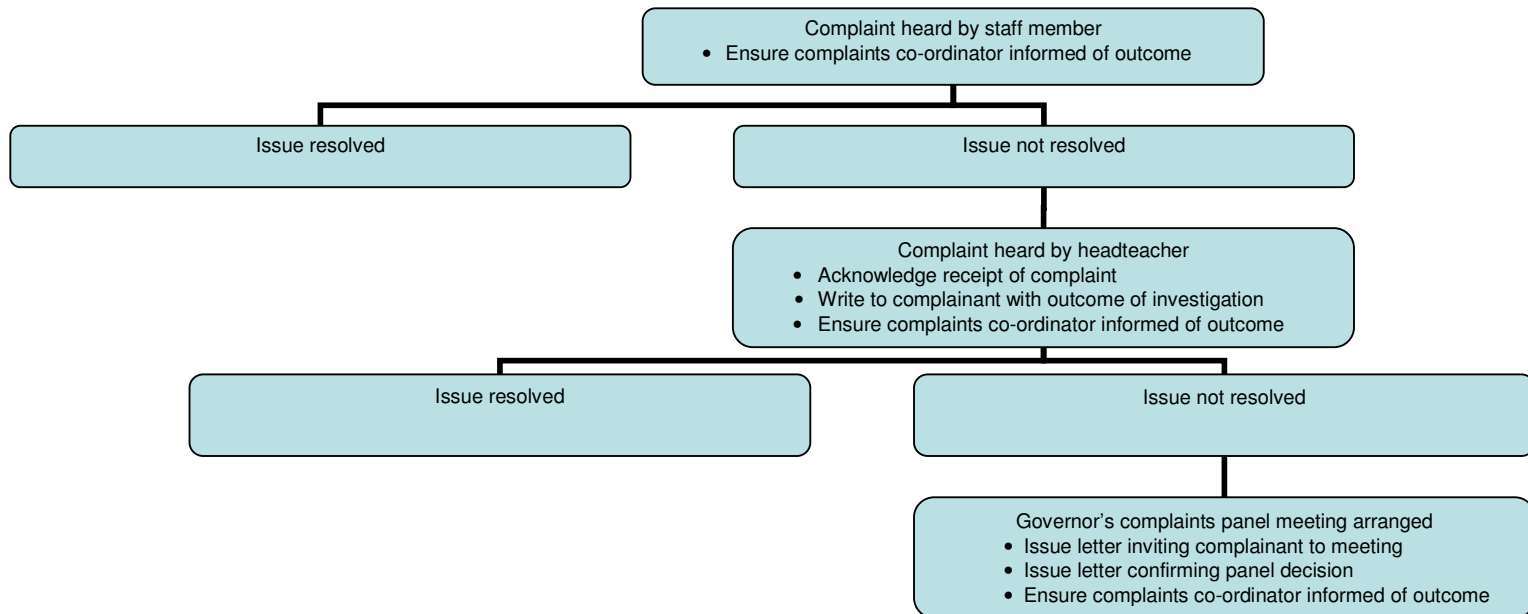 Complaint heard by staff member
• Ensure complaints co-ordinator informed of outcome
Issue resolved
Issue not resolved
Complaint heard by headteacher
• Acknowledge receipt of complaint
• Write to complainant with outcome of investigation
• Ensure complaints co-ordinator informed of outcome
Issue resolved
Issue not resolved
Governor’s complaints panel meeting arranged
• Issue letter inviting complainant to meeting
• Issue letter confirming panel decision
• Ensure complaints co-ordinator informed of outcome